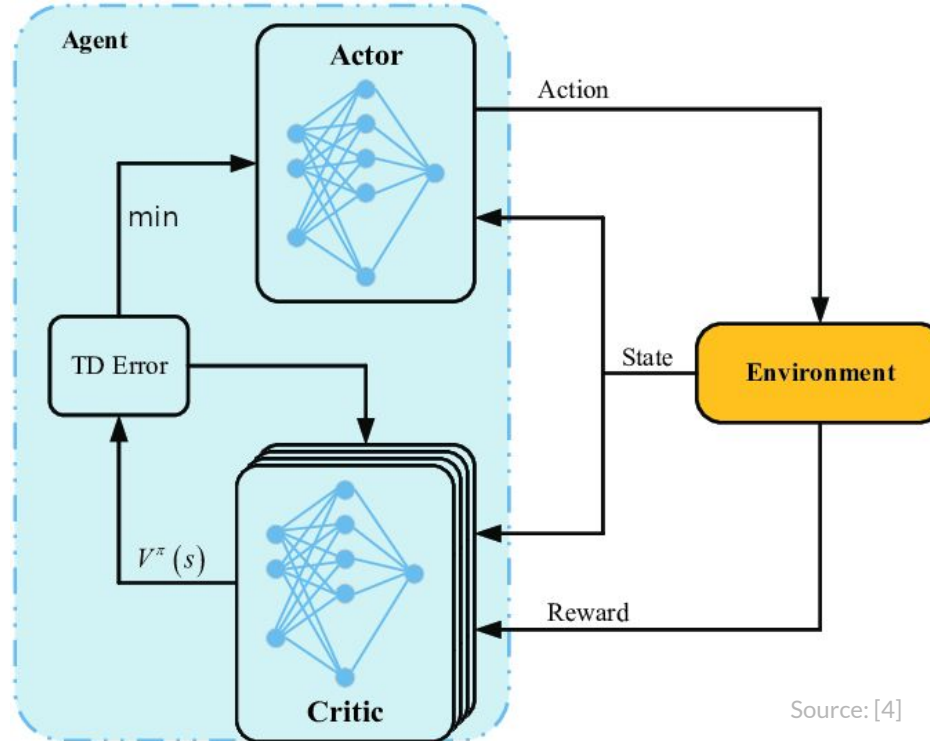 Agent
Actor
Action
min
TD Error
State
Environment
V^π (s)
Reward
Critic
Source: [4]